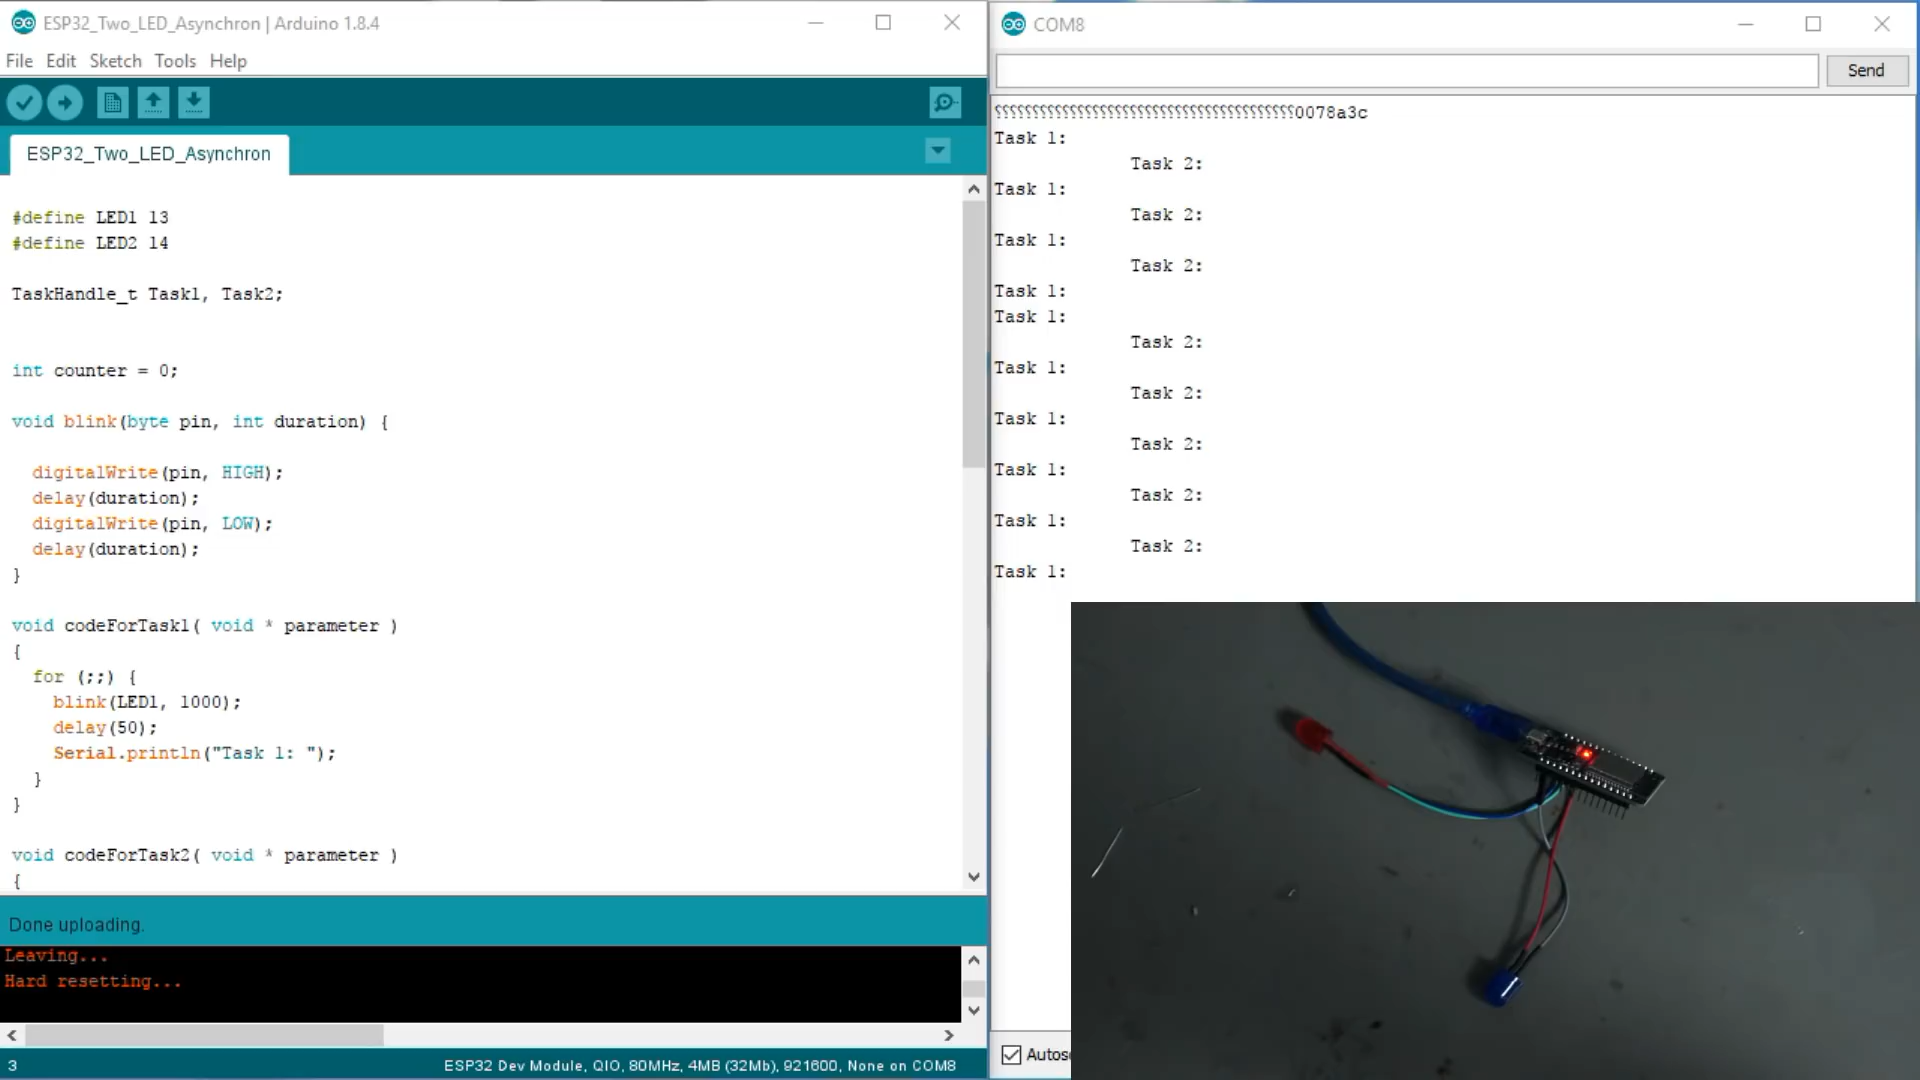 ESP32_Two_LED_Asynchron | Arduino 1.8.4
File Edit Sketch Tools Help
ESP32_Two_LED_Asynchron
#define LED1 13
#define LED2 14
TaskHandle_t Task1, Task2;
int counter = 0;
void blink(byte pin, int duration) {
digitalWrite(pin, HIGH);
delay(duration);
digitalWrite(pin, LOW);
delay(duration);
}
void codeForTask1( void * parameter )
{
for (;;) {
blink(LED1, 1000);
delay(50);
Serial.println("Task 1: ");
}
}
void codeForTask2( void * parameter )
{
Done uploading.
Leaving...
Hard resetting...
3
ESP32 Dev Module, QIO, 80MHz, 4MB (32Mb), 921600, None on COM8
COM8
Send
0078a3c
Task 1:
Task 2:
Task 1:
Task 2:
Task 1:
Task 2:
Task 1:
Task 1:
Task 2:
Task 1:
Task 2:
Task 1:
Task 2:
Task 1:
Task 2:
Task 1:
Task 2:
Task 1: